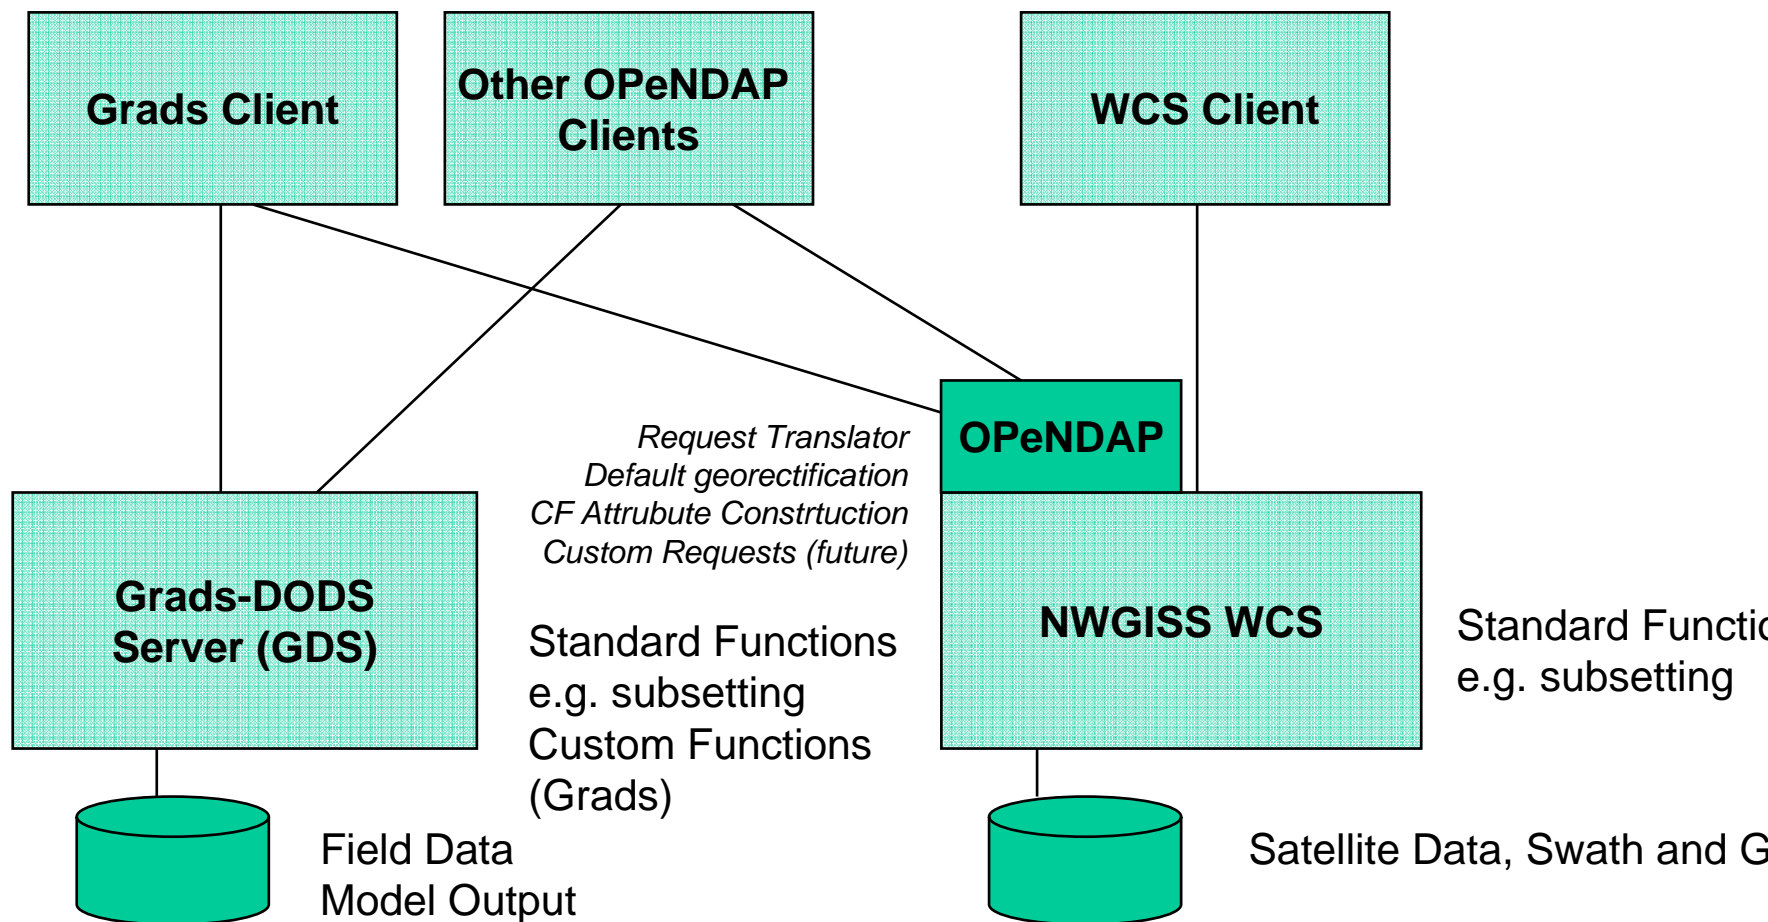 Grads Client
Other OPeNDAP
Clients
WCS Client
OPeNDAP
Request Translator
Default georectification
CF Attrubute Constrtuction
Custom Requests (future)
Grads-DODS
Server (GDS)
Standard Functions
e.g. subsetting
Custom Functions
(Grads)
NWGISS WCS
Standard
e.g. subsetting
Field Data
Model Output
Satellite Data, Swath and